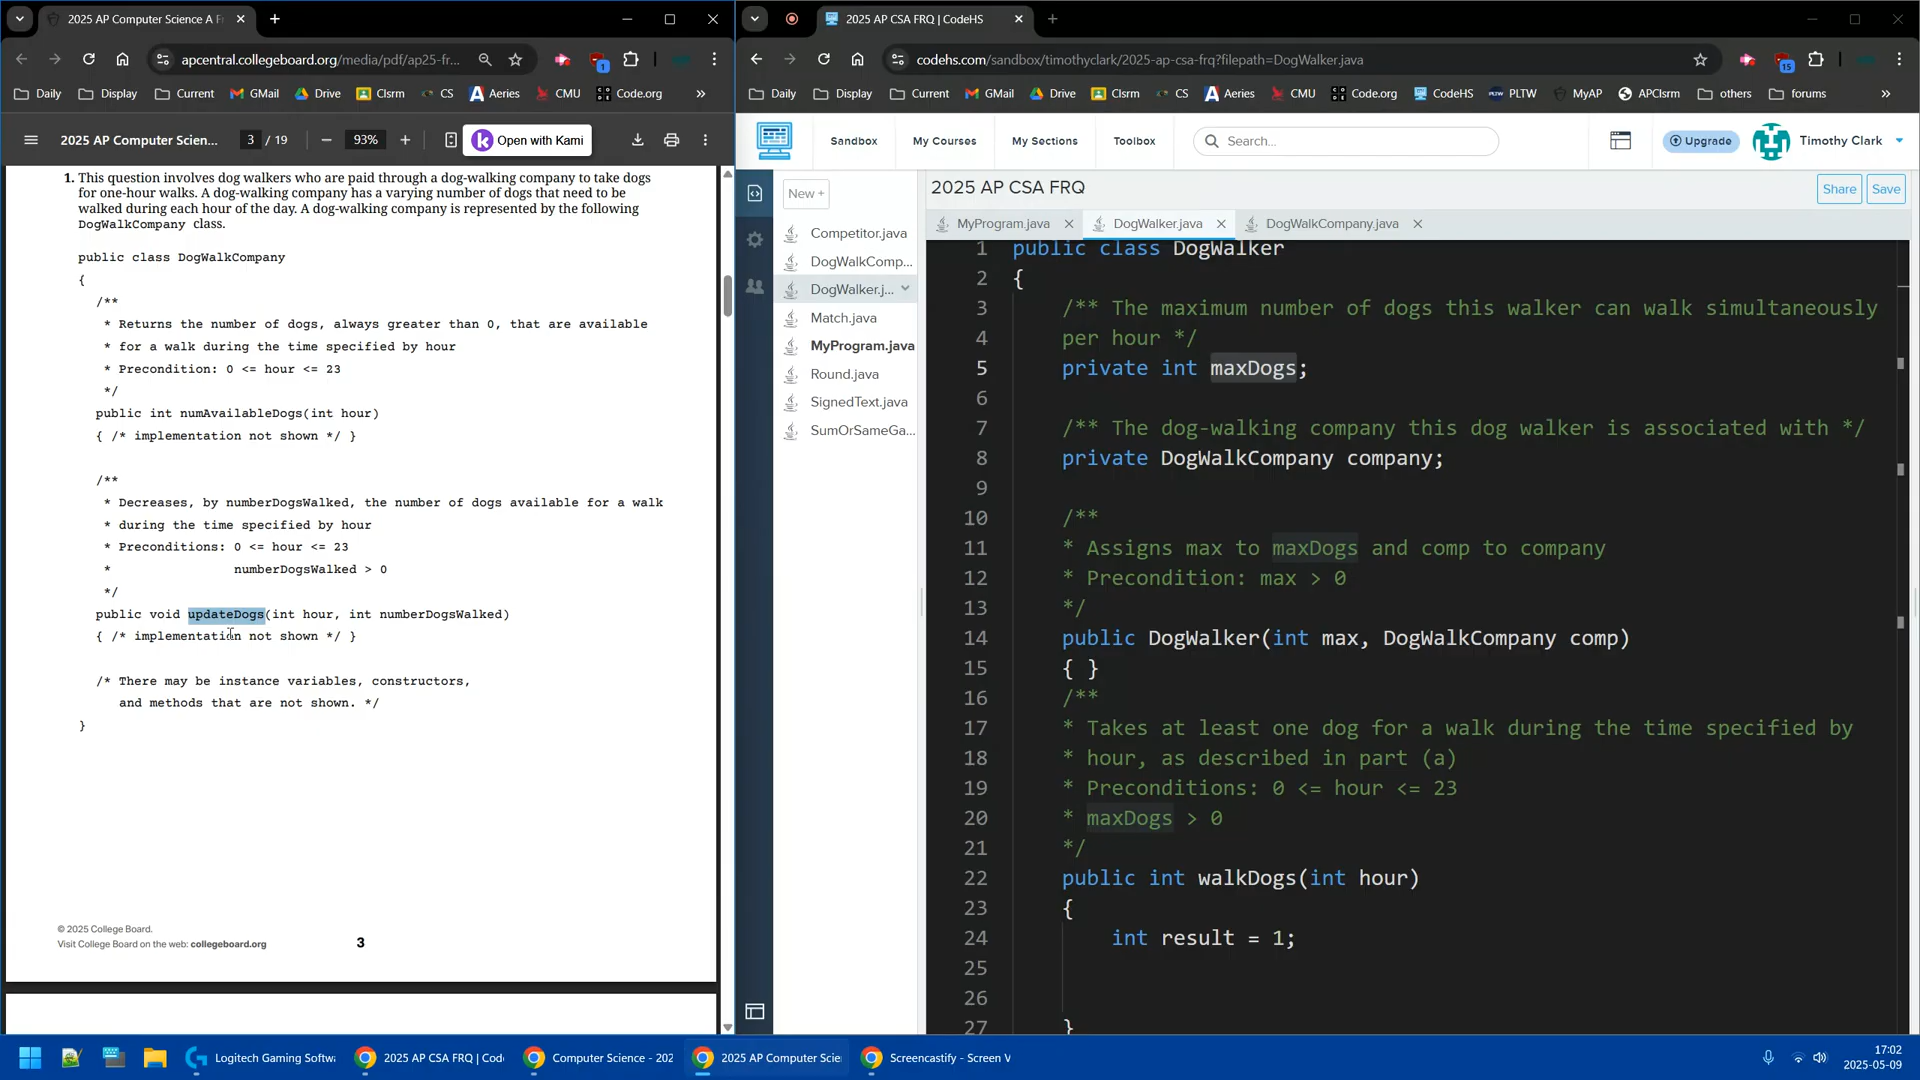 2025 AP Computer Science A F
2025 AP CSA FRQ | CodeHS
apcentral.collegeboard.org/media/pdf/ap25-fr...
1
codehs.com/sandbox/timothyclark/2025-ap-csa-frq?filepath=DogWalker.java
15
Daily
Display
Current
GMail
Drive
Clsrm
CS
Aeries
CMU
Code.org
»
Daily
Display
Current
GMail
Drive
Clsrm
CS
Aeries
CMU
Code.org
CodeHS
PLTW
MyAP
APClsrm
others
forums
»
2025 AP Computer Scien...
3 / 19
93%
Open with Kami
Sandbox
My Courses
My Sections
Toolbox
Search...
Upgrade
Timothy Clark
1. This question involves dog walkers who are paid through a dog-walking company to take dogs
for one-hour walks. A dog-walking company has a varying number of dogs that need to be
walked during each hour of the day. A dog-walking company is represented by the following
DogWalkCompany class.
public class DogWalkCompany
{
/**
* Returns the number of dogs, always greater than 0, that are available
* for a walk during the time specified by hour
* Precondition: 0 <= hour <= 23
*/
public int numAvailableDogs(int hour)
{ /* implementation not shown */ }
/**
* Decreases, by numberDogsWalked, the number of dogs available for a walk
* during the time specified by hour
* Preconditions: 0 <= hour <= 23
* numberDogsWalked > 0
*/
public void updateDogs(int hour, int numberDogsWalked)
{ /* implementation not shown */ }
/* There may be instance variables, constructors,
and methods that are not shown. */
}
© 2025 College Board.
Visit College Board on the web: collegeboard.org
3
New +
Competitor.java
DogWalkComp...
DogWalker.j...
Match.java
MyProgram.java
Round.java
SignedText.java
SumOrSameGa...
2025 AP CSA FRQ
Share
Save
MyProgram.java
DogWalker.java
DogWalkCompany.java
1 public class DogWalker
2 {
3 /** The maximum number of dogs this walker can walk simultaneously
4 per hour */
5 private int maxDogs;
6
7 /** The dog-walking company this dog walker is associated with */
8 private DogWalkCompany company;
9
10 /**
11 * Assigns max to maxDogs and comp to company
12 * Precondition: max > 0
13 */
14 public DogWalker(int max, DogWalkCompany comp)
15 { }
16 /**
17 * Takes at least one dog for a walk during the time specified by
18 * hour, as described in part (a)
19 * Preconditions: 0 <= hour <= 23
20 * maxDogs > 0
21 */
22 public int walkDogs(int hour)
23 {
24 int result = 1;
25
26
27 }
Logitech Gaming Softwa
2025 AP CSA FRQ | Cod
Computer Science - 202
2025 AP Computer Scie
Screencastify - Screen V
17:02
2025-05-09